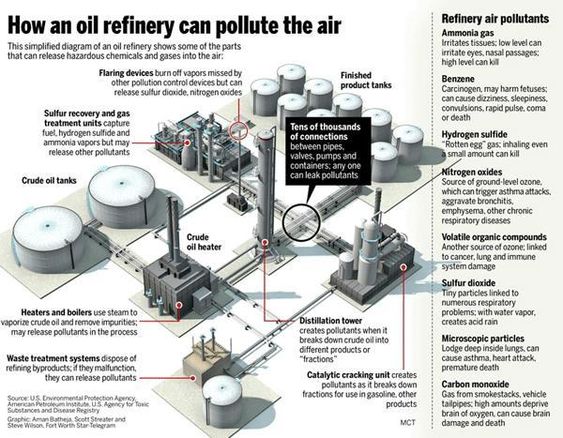 How an oil refinery can pollute the air
This simplified diagram of an oil refinery shows some of the parts
that can release hazardous chemicals and gases into the air:
Flaring devices burn off vapors missed by
other pollution control devices but can
release sulfur dioxide, nitrogen oxides
Finished
product tanks
Sulfur recovery and gas
treatment units capture
fuel, hydrogen sulfide and
ammonia vapors but may
release other pollutants
Tens of thousands
of connections
between pipes,
valves, pumps and
containers; any one
can leak pollutants
Crude oil tanks
Crude
oil heater
Heaters and boilers use steam to
vaporize crude oil and remove impurities;
may release pollutants in the process
Distillation tower
creates pollutants when it
breaks down crude oil into
different products or
“fractions”
Waste treatment systems dispose of
refining byproducts; if they malfunction,
they can release pollutants
Catalytic cracking unit creates
pollutants as it breaks down
fractions for use in gasoline, other
products
Source: U.S. Environmental Protection Agency,
American Petroleum Institute, U.S. Agency for Toxic
Substances and Disease Registry
Graphic: Aman Batheja, Scott Streater and
Steve Wilson, Fort Worth Star-Telegram
MCT
Refinery air pollutants
Ammonia gas
Irritates tissues; low level can
irritate eyes, nasal passages;
high level can kill
Benzene
Carcinogen, may harm fetuses;
can cause dizziness, sleepiness,
convulsions, rapid pulse, coma
or death
Hydrogen sulfide
“Rotten egg” gas; inhaling even
a small amount can kill
Nitrogen oxides
Source of ground-level ozone,
which can trigger asthma attacks,
aggravate bronchitis,
emphysema, other chronic
respiratory diseases
Volatile organic compounds
Another source of ozone; linked
to cancer, lung and immune
system damage
Sulfur dioxide
Tiny particles linked to
numerous respiratory
problems; with water vapor,
creates acid rain
Microscopic particles
Lodge deep inside lungs, can
cause asthma, heart attack,
premature death
Carbon monoxide
Gas from smokestacks, vehicle
tailpipes; high amounts deprive
brain of oxygen, can cause brain
damage and death